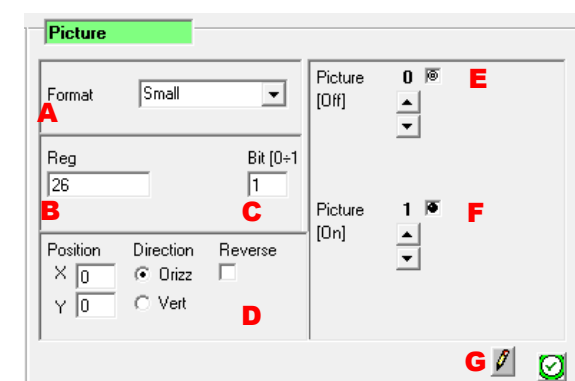 Picture
Format Small
A
Reg Bit [0÷1
26 1
B C
Position Direction Reverse
X 0 Orizz
Y 0 Vert
D
Picture 0 E
[Off]
Picture 1 F
[On]
G